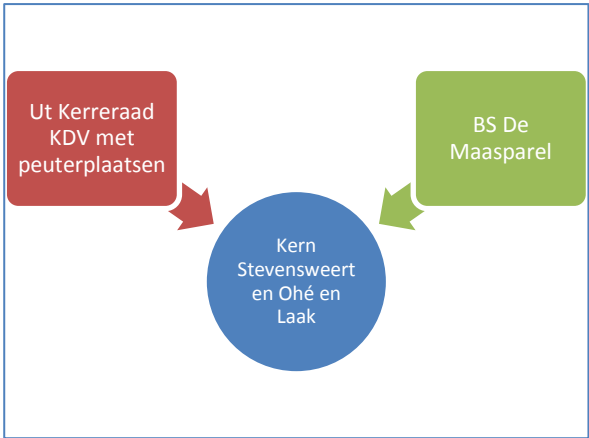 Ut Kerreraad
KDV met
peuterplaatsen
BS De
Maasparel
Kern
Stevensweert
en Ohé en
Laak